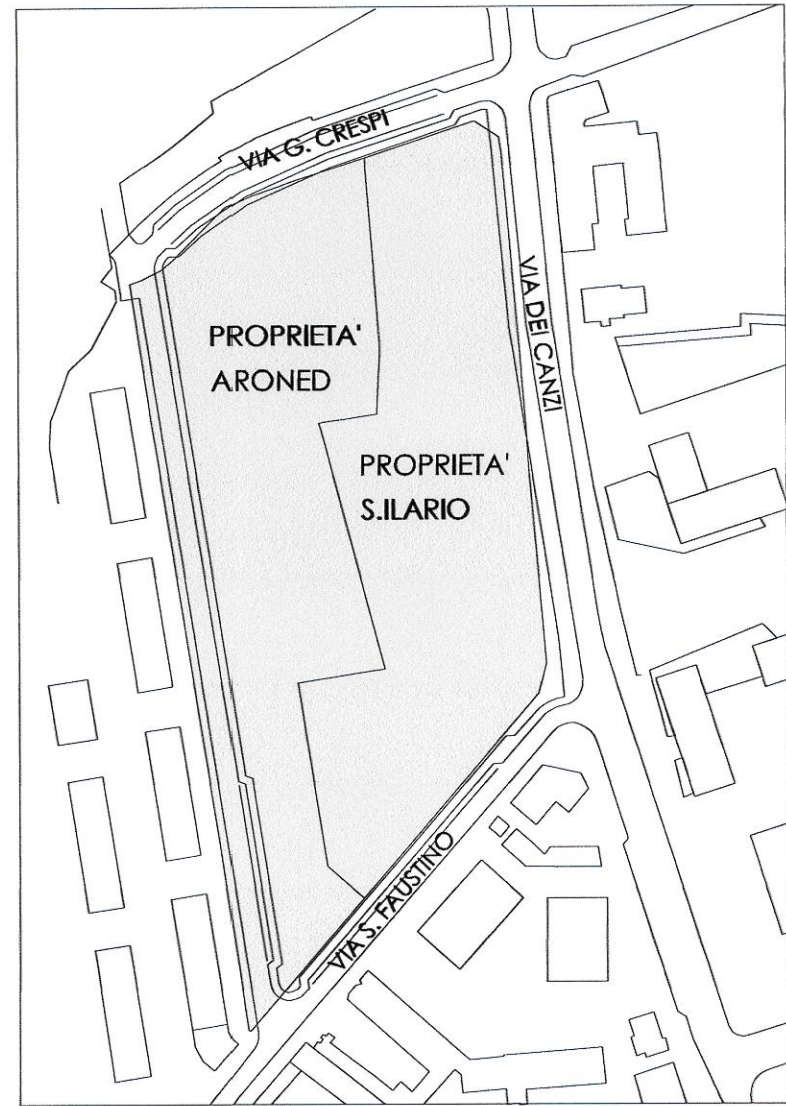 VIA G. CRESPI
VIA DEI CANZI
PROPRIETA'
ARONED
PROPRIETA'
S.ILARIO
VIA S. FAUSTINO